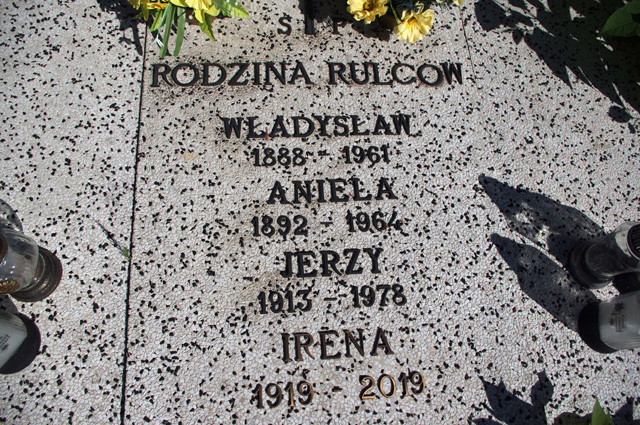 Ś P
RODZINA RULCÓW
WŁADYSŁAW
1888 - 1961
ANIELA
1892 - 1964
JERZY
1913 - 1978
IRENA
1919 - 2019